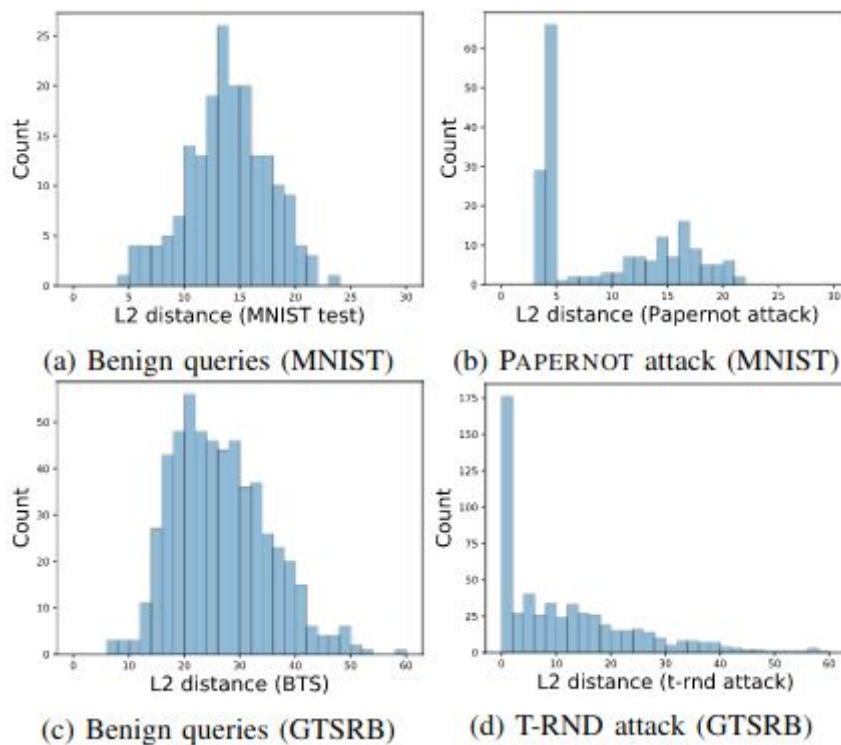 25
20
15
10
5
0
Count
0 5 10 15 20 25 30
L2 distance (MNIST test)
(a) Benign queries (MNIST)
60
50
40
30
20
10
0
Count
0 5 10 15 20 25 30
L2 distance (Papernot attack)
(b) PAPERNOT attack (MNIST)
50
40
30
20
10
0
Count
0 10 20 30 40 50 60
L2 distance (BTS)
(c) Benign queries (GTSRB)
175
150
125
100
75
50
25
0
Count
0 10 20 30 40 50 60
L2 distance (t-rnd attack)
(d) T-RND attack (GTSRB)